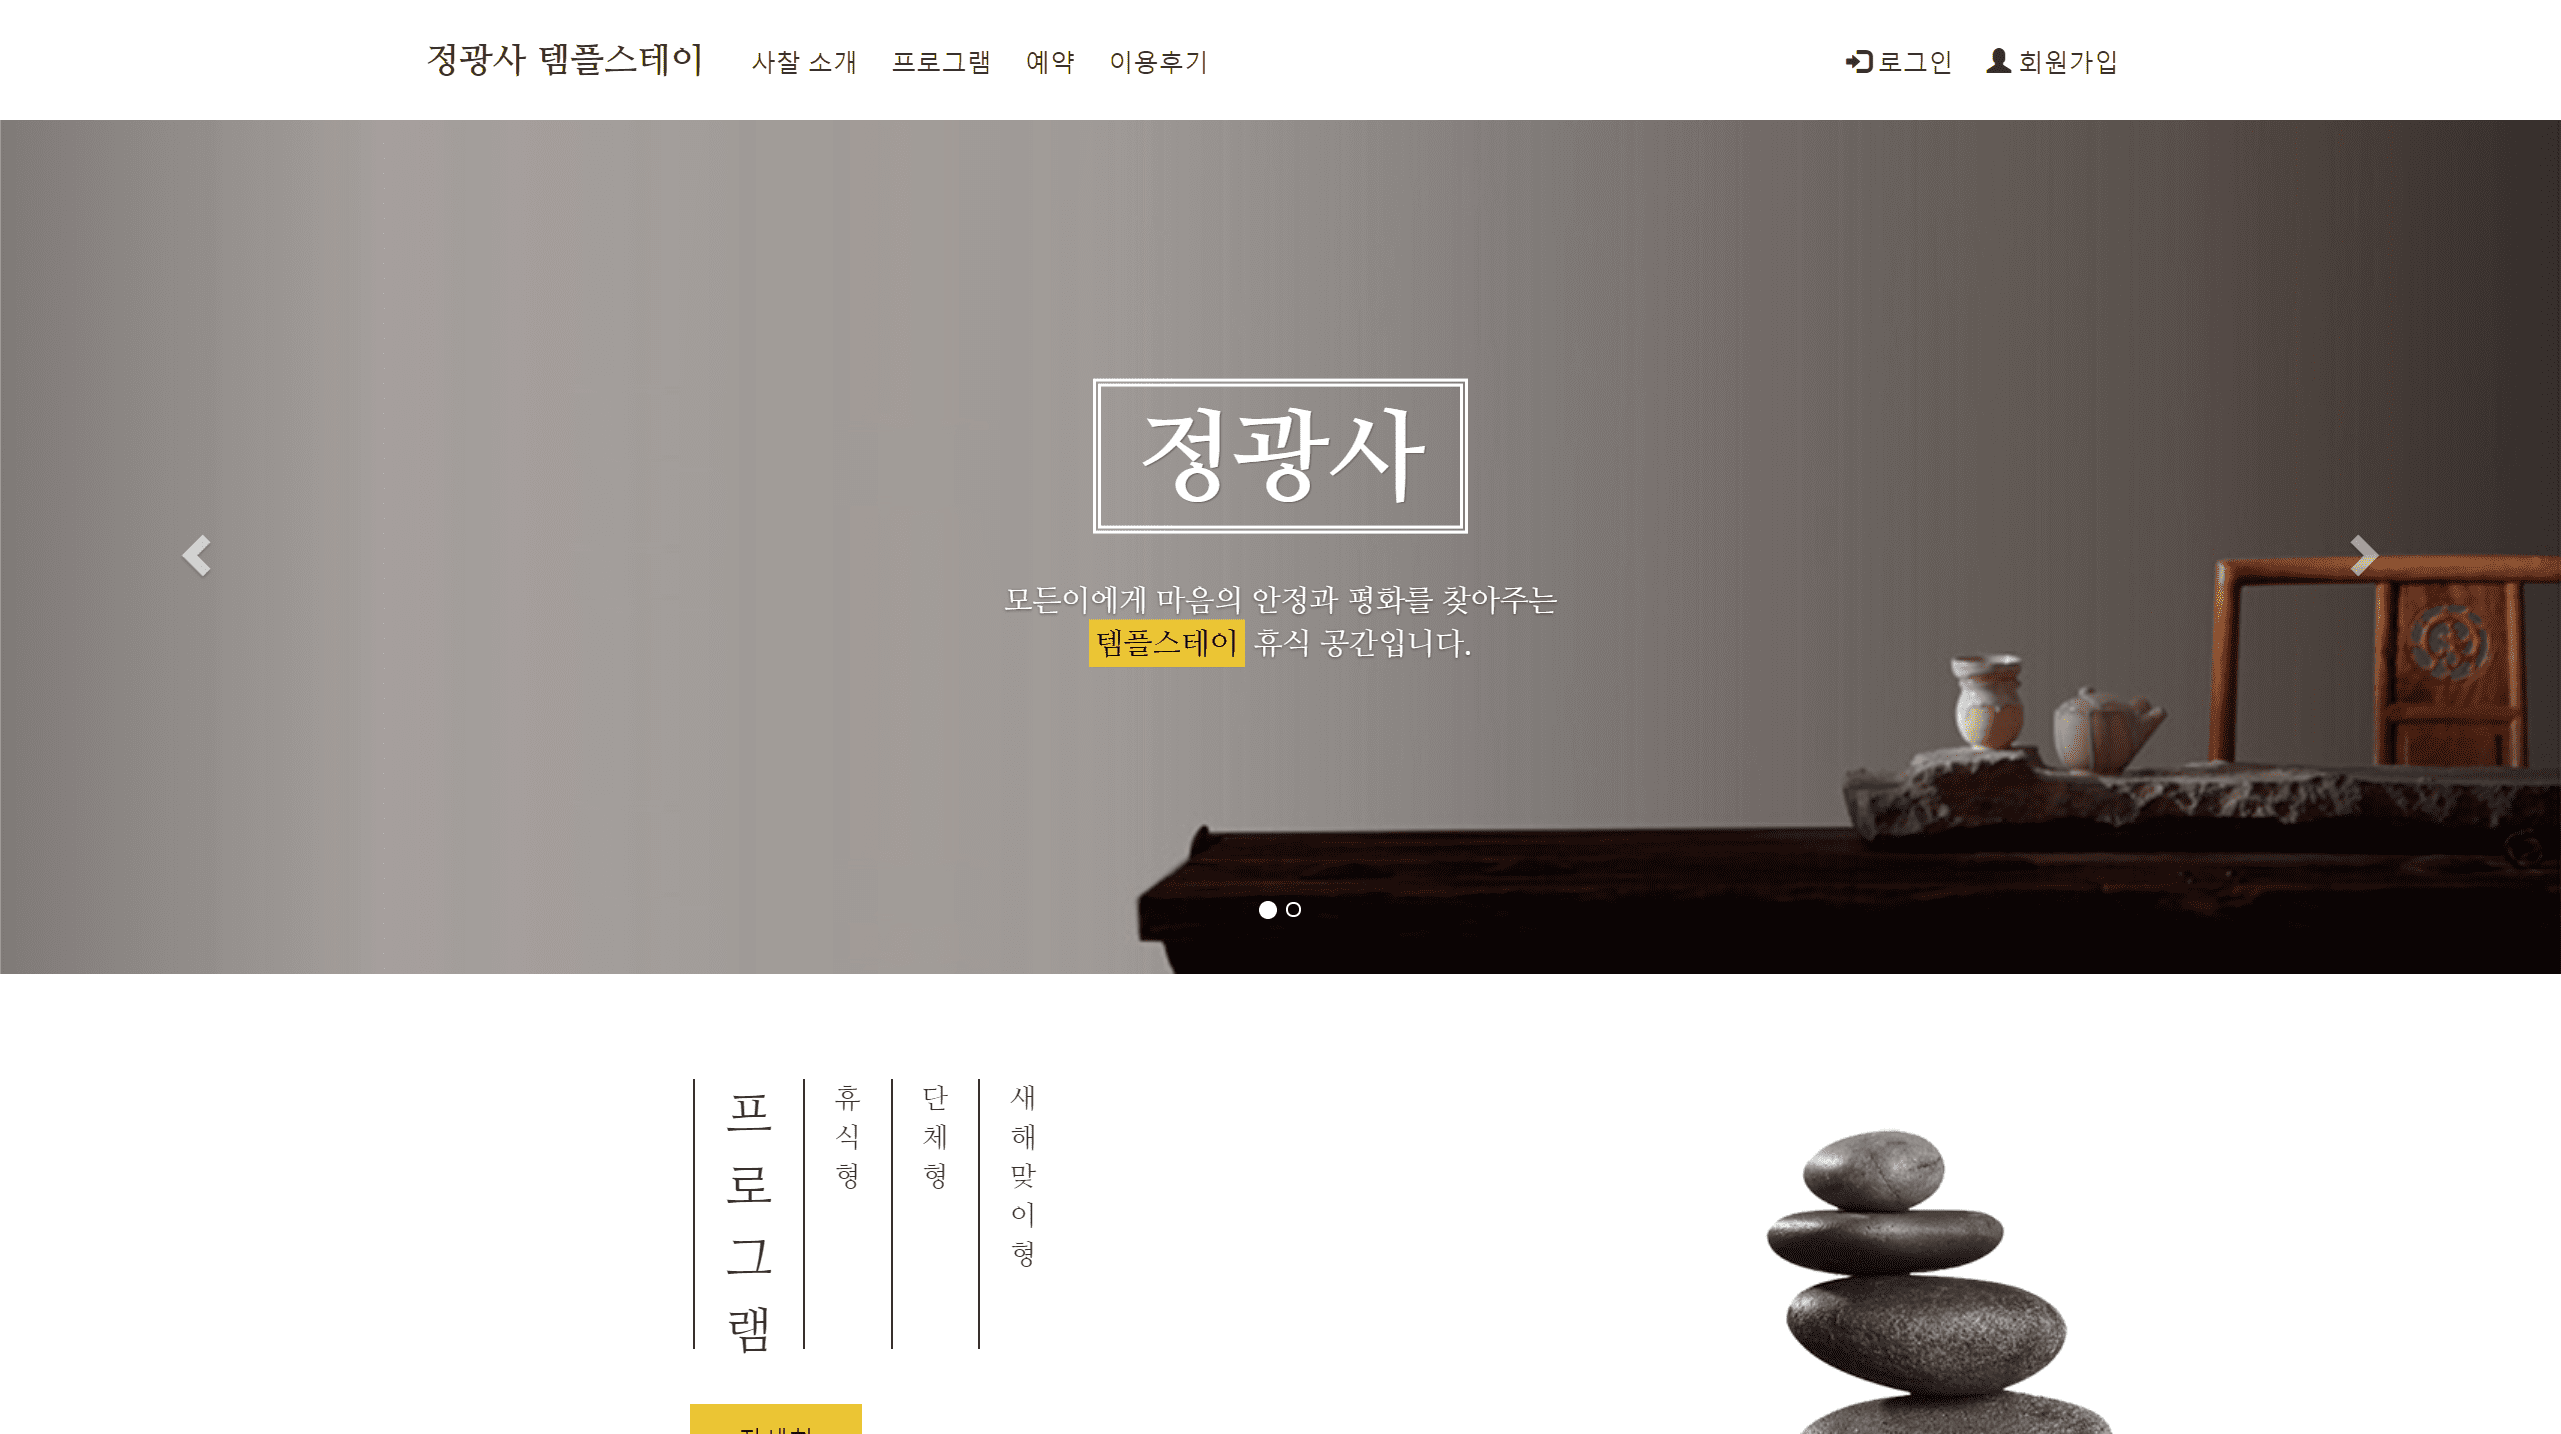 정광사 템플스테이 사찰 소개 프로그램 예약 이용후기 로그인 회원가입
정광사
모든이에게 마음의 안정과 평화를 찾아주는
템플스테이 휴식 공간입니다.
프로그램
휴식형
단체형
새해맞이형